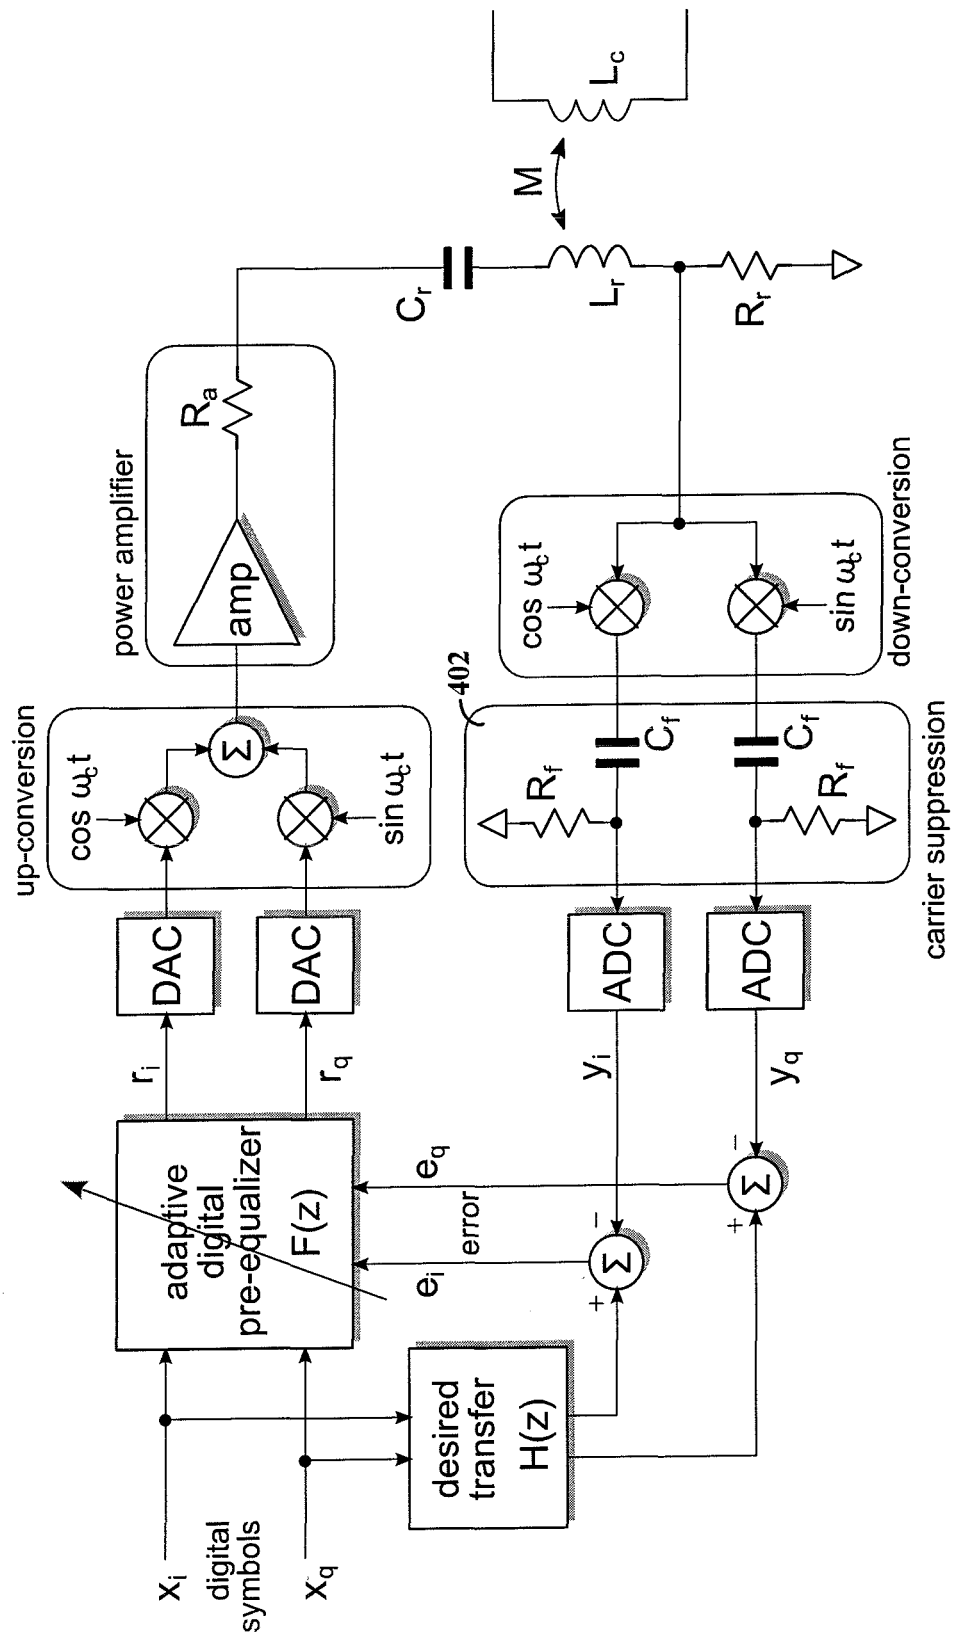 x_i
digital
symbols
x_q
adaptive
digital
pre-equalizer
F(z)
r_i
r_q
DAC
DAC
up-conversion
cos ω_c t
sin ω_c t
Σ
power amplifier
amp
R_a
C_r
L_r
M
L_c
R_r
desired
transfer
H(z)
e_i
error
e_q
+
−
Σ
+
−
Σ
y_i
y_q
ADC
ADC
402
R_f
C_f
C_f
R_f
carrier suppression
cos ω_c t
sin ω_c t
down-conversion